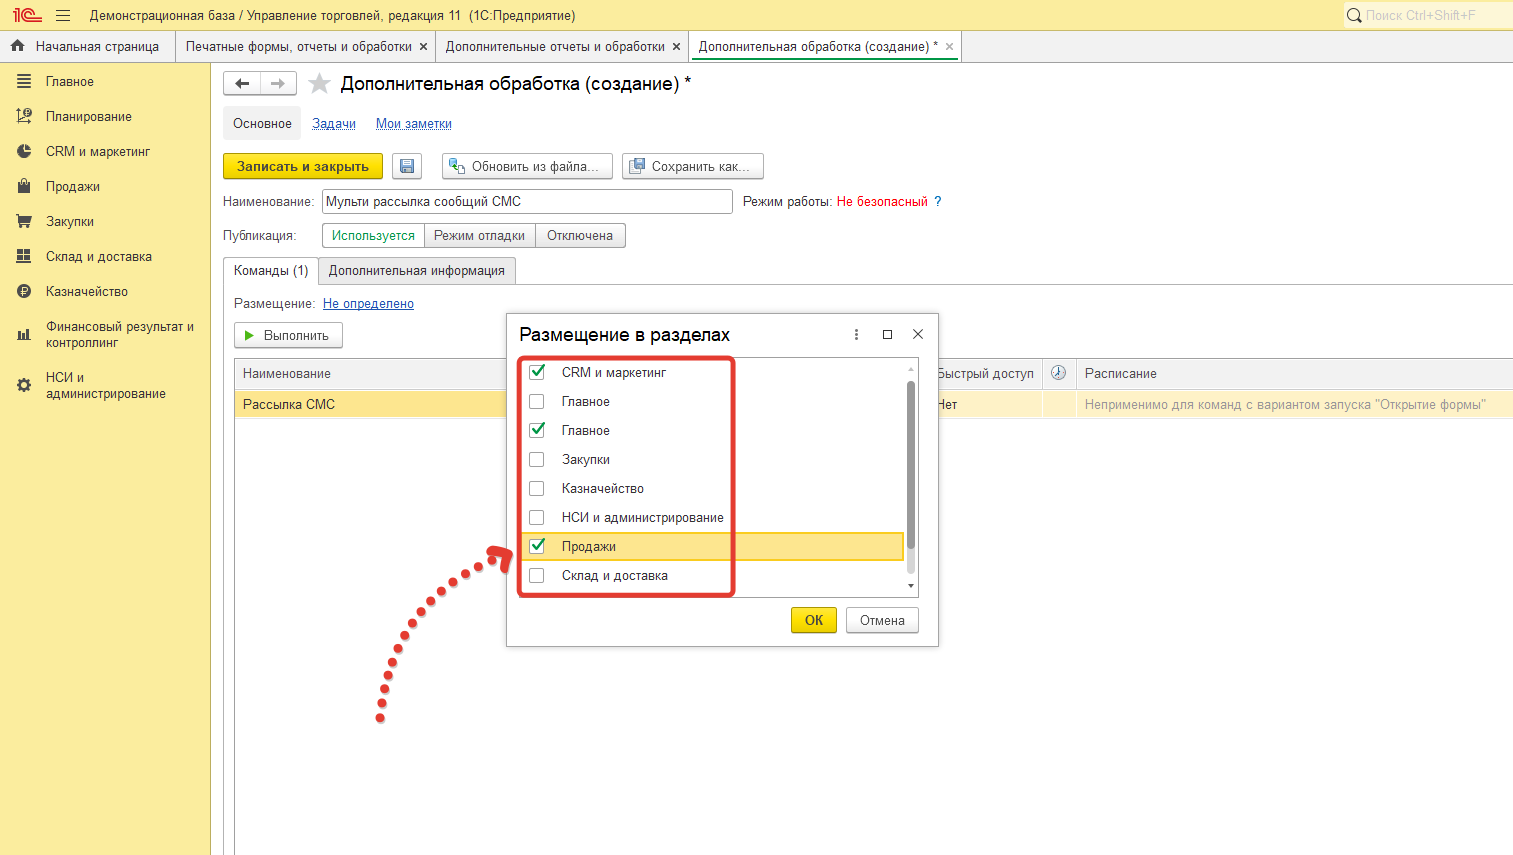 1С Демонстрационная база / Управление торговлей, редакция 11 (1С:Предприятие) Поиск Ctrl+Shift+F
Начальная страница Печатные формы, отчеты и обработки × Дополнительные отчеты и обработки × Дополнительная обработка (создание) * ×
Главное
Планирование
CRM и маркетинг
Продажи
Закупки
Склад и доставка
Казначейство
Финансовый результат и
контроллинг
НСИ и
администрирование
Дополнительная обработка (создание) *
Основное Задачи Мои заметки
Записать и закрыть Обновить из файла... Сохранить как...
Наименование: Мульти рассылка сообщий СМС Режим работы: Не безопасный ?
Публикация: Используется Режим отладки Отключена
Команды (1) Дополнительная информация
Размещение: Не определено
Выполнить
Наименование Быстрый доступ Расписание
Рассылка СМС Нет Неприменимо для команд с вариантом запуска "Открытие формы"
Размещение в разделах
CRM и маркетинг
Главное
Главное
Закупки
Казначейство
НСИ и администрирование
Продажи
Склад и доставка
ОК Отмена